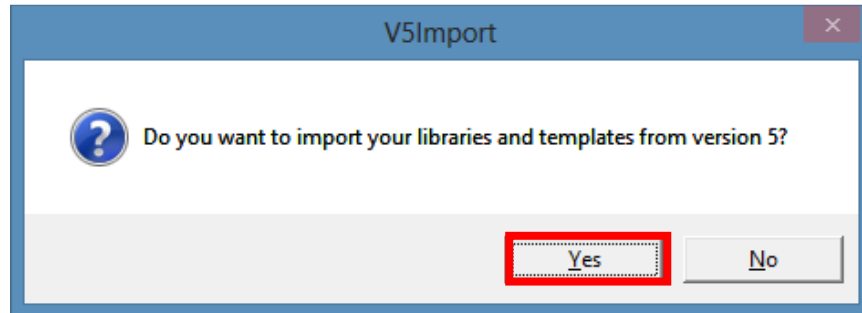 V5Import
Do you want to import your libraries and templates from version 5?
Yes
No